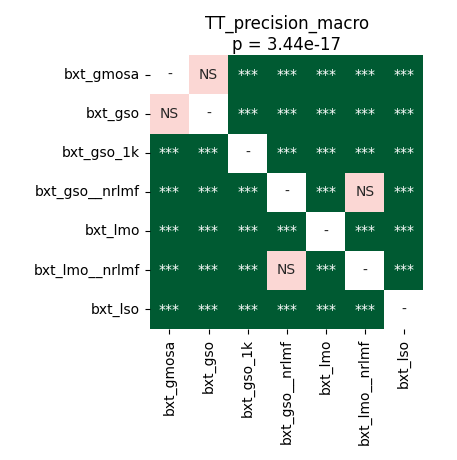 TT_precision_macro
p = 3.44e-17
bxt_gmosa - NS *** *** *** *** ***
bxt_gso NS - *** *** *** *** ***
bxt_gso_1k *** *** - *** *** *** ***
bxt_gso__nrlmf *** *** *** - *** NS ***
bxt_lmo *** *** *** *** - *** ***
bxt_lmo__nrlmf *** *** *** NS *** - ***
bxt_lso *** *** *** *** *** *** -
bxt_gmosa
bxt_gso
bxt_gso_1k
bxt_gso__nrlmf
bxt_lmo
bxt_lmo__nrlmf
bxt_lso